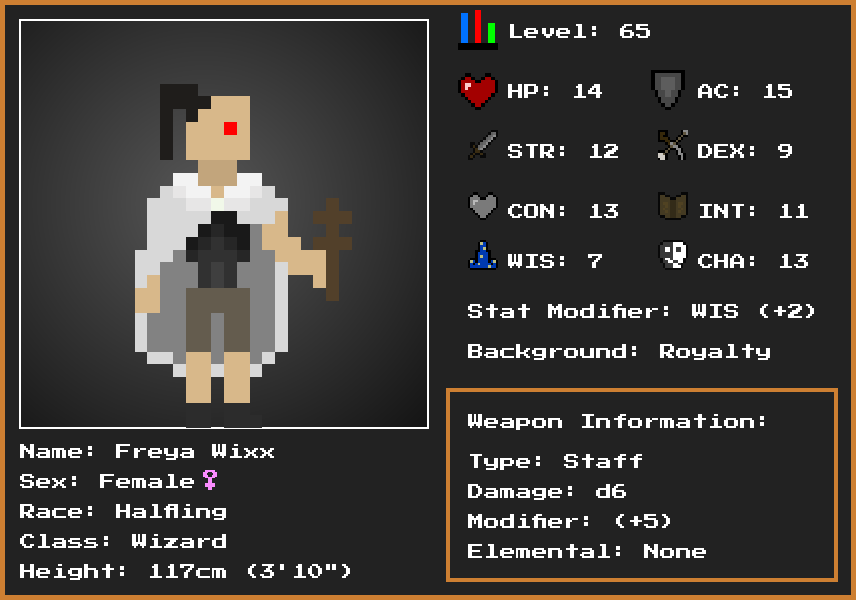 Level: 65
HP: 14 AC: 15
STR: 12 DEX: 9
CON: 13 INT: 11
WIS: 7 CHA: 13
Stat Modifier: WIS (+2)
Background: Royalty
Weapon Information:
Type: Staff
Damage: d6
Modifier: (+5)
Elemental: None
Name: Freya Wixx
Sex: Female♀
Race: Halfling
Class: Wizard
Height: 117cm (3'10")